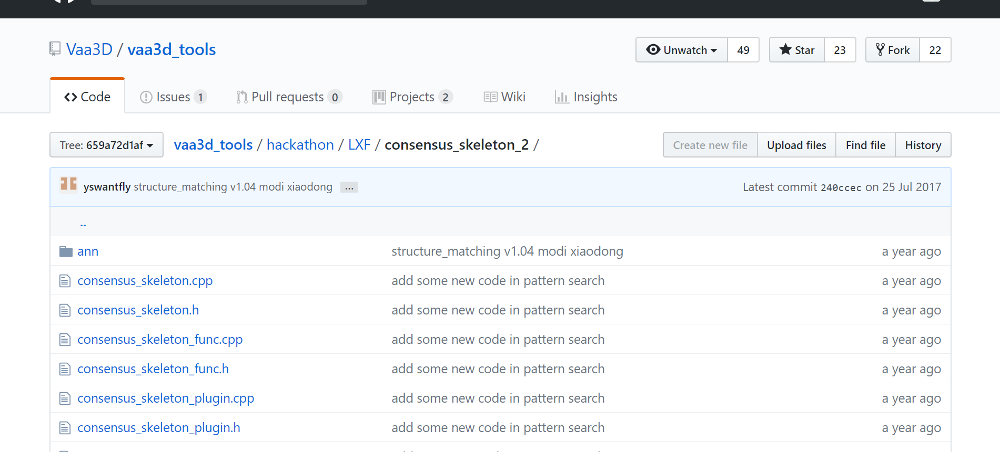 Vaa3D / vaa3d_tools
Unwatch 49 Star 23 Fork 22
Code Issues 1 Pull requests 0 Projects 2 Wiki Insights
Tree: 659a72d1af vaa3d_tools / hackathon / LXF / consensus_skeleton_2 / Create new file Upload files Find file History
yswantfly structure_matching v1.04 modi xiaodong ... Latest commit 240ccec on 25 Jul 2017
..
ann structure_matching v1.04 modi xiaodong a year ago
consensus_skeleton.cpp add some new code in pattern search a year ago
consensus_skeleton.h add some new code in pattern search a year ago
consensus_skeleton_func.cpp add some new code in pattern search a year ago
consensus_skeleton_func.h add some new code in pattern search a year ago
consensus_skeleton_plugin.cpp add some new code in pattern search a year ago
consensus_skeleton_plugin.h add some new code in pattern search a year ago